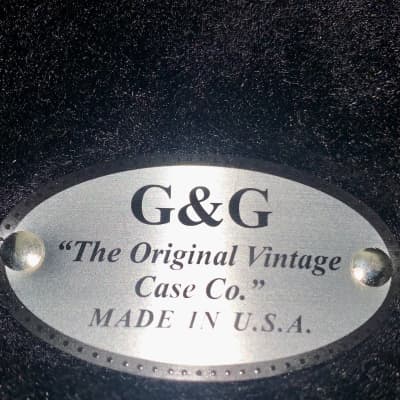 G&G
“The Original Vintage
Case Co.”
MADE IN U.S.A.